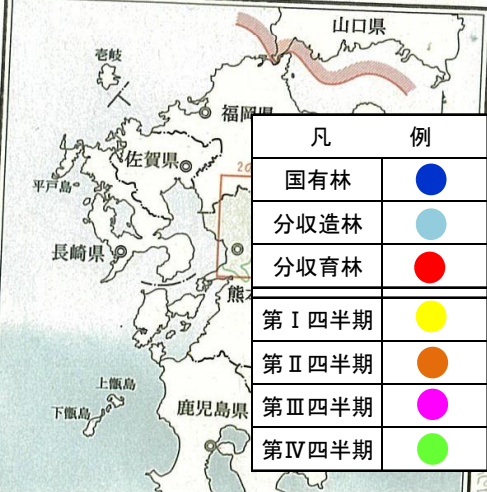 山口県
壱岐
福岡県
佐賀県
平戸島
長崎県
熊本
上甑島
下甑島
鹿児島県
凡 例
国有林
分収造林
分収育林
第Ⅰ四半期
第Ⅱ四半期
第Ⅲ四半期
第Ⅳ四半期